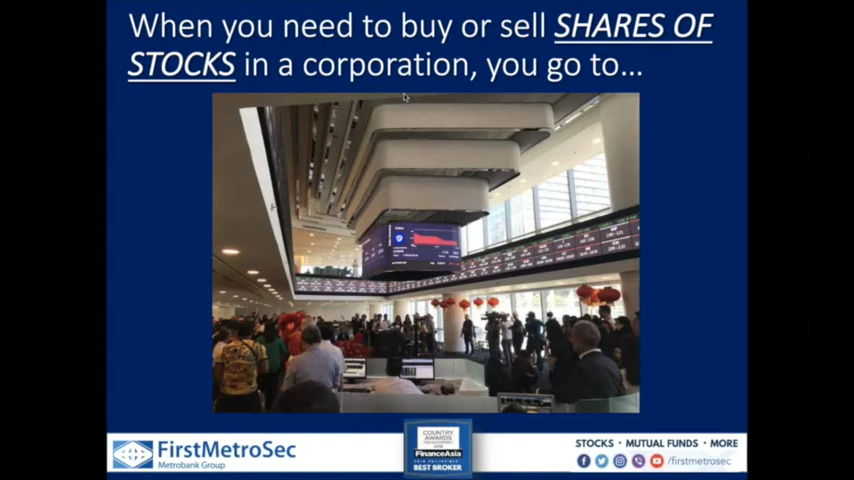 When you need to buy or sell SHARES OF
STOCKS in a corporation, you go to…
FirstMetroSec
Metrobank Group
COUNTRY
AWARDS
FinanceAsia
BEST BROKER
STOCKS · MUTUAL FUNDS · MORE
/firstmetrosec